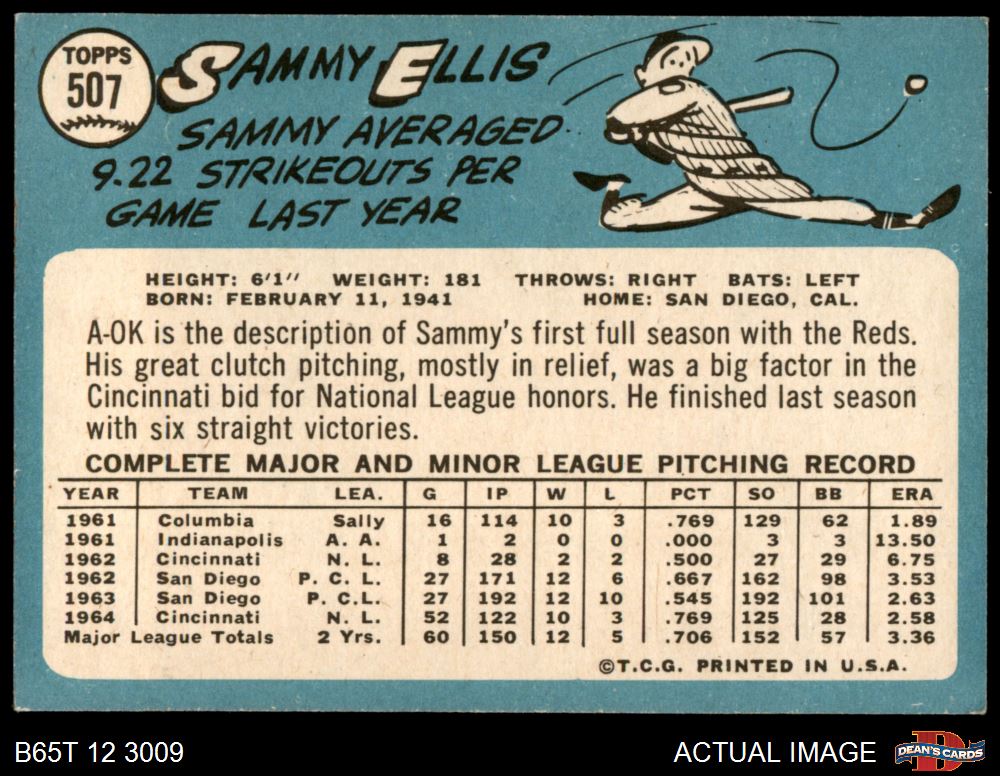 TOPPS
507
SAMMY ELLIS
SAMMY AVERAGED
9.22 STRIKEOUTS PER
GAME LAST YEAR
HEIGHT: 6'1" WEIGHT: 181 THROWS: RIGHT BATS: LEFT
BORN: FEBRUARY 11, 1941 HOME: SAN DIEGO, CAL.
A-OK is the description of Sammy's first full season with the Reds.
His great clutch pitching, mostly in relief, was a big factor in the
Cincinnati bid for National League honors. He finished last season
with six straight victories.
COMPLETE MAJOR AND MINOR LEAGUE PITCHING RECORD
YEAR TEAM LEA. G IP W L PCT SO BB ERA
1961 Columbia Sally 16 114 10 3 .769 129 62 1.89
1961 Indianapolis A. A. 1 2 0 0 .000 3 3 13.50
1962 Cincinnati N. L. 8 28 2 2 .500 27 29 6.75
1962 San Diego P. C. L. 27 171 12 6 .667 162 98 3.53
1963 San Diego P. C.L. 27 192 12 10 .545 192 101 2.63
1964 Cincinnati N. L. 52 122 10 3 .769 125 28 2.58
Major League Totals 2 Yrs. 60 150 12 5 .706 152 57 3.36
©T.C.G. PRINTED IN U.S.A.
B65T 12 3009 ACTUAL IMAGE DEAN'S CARDS